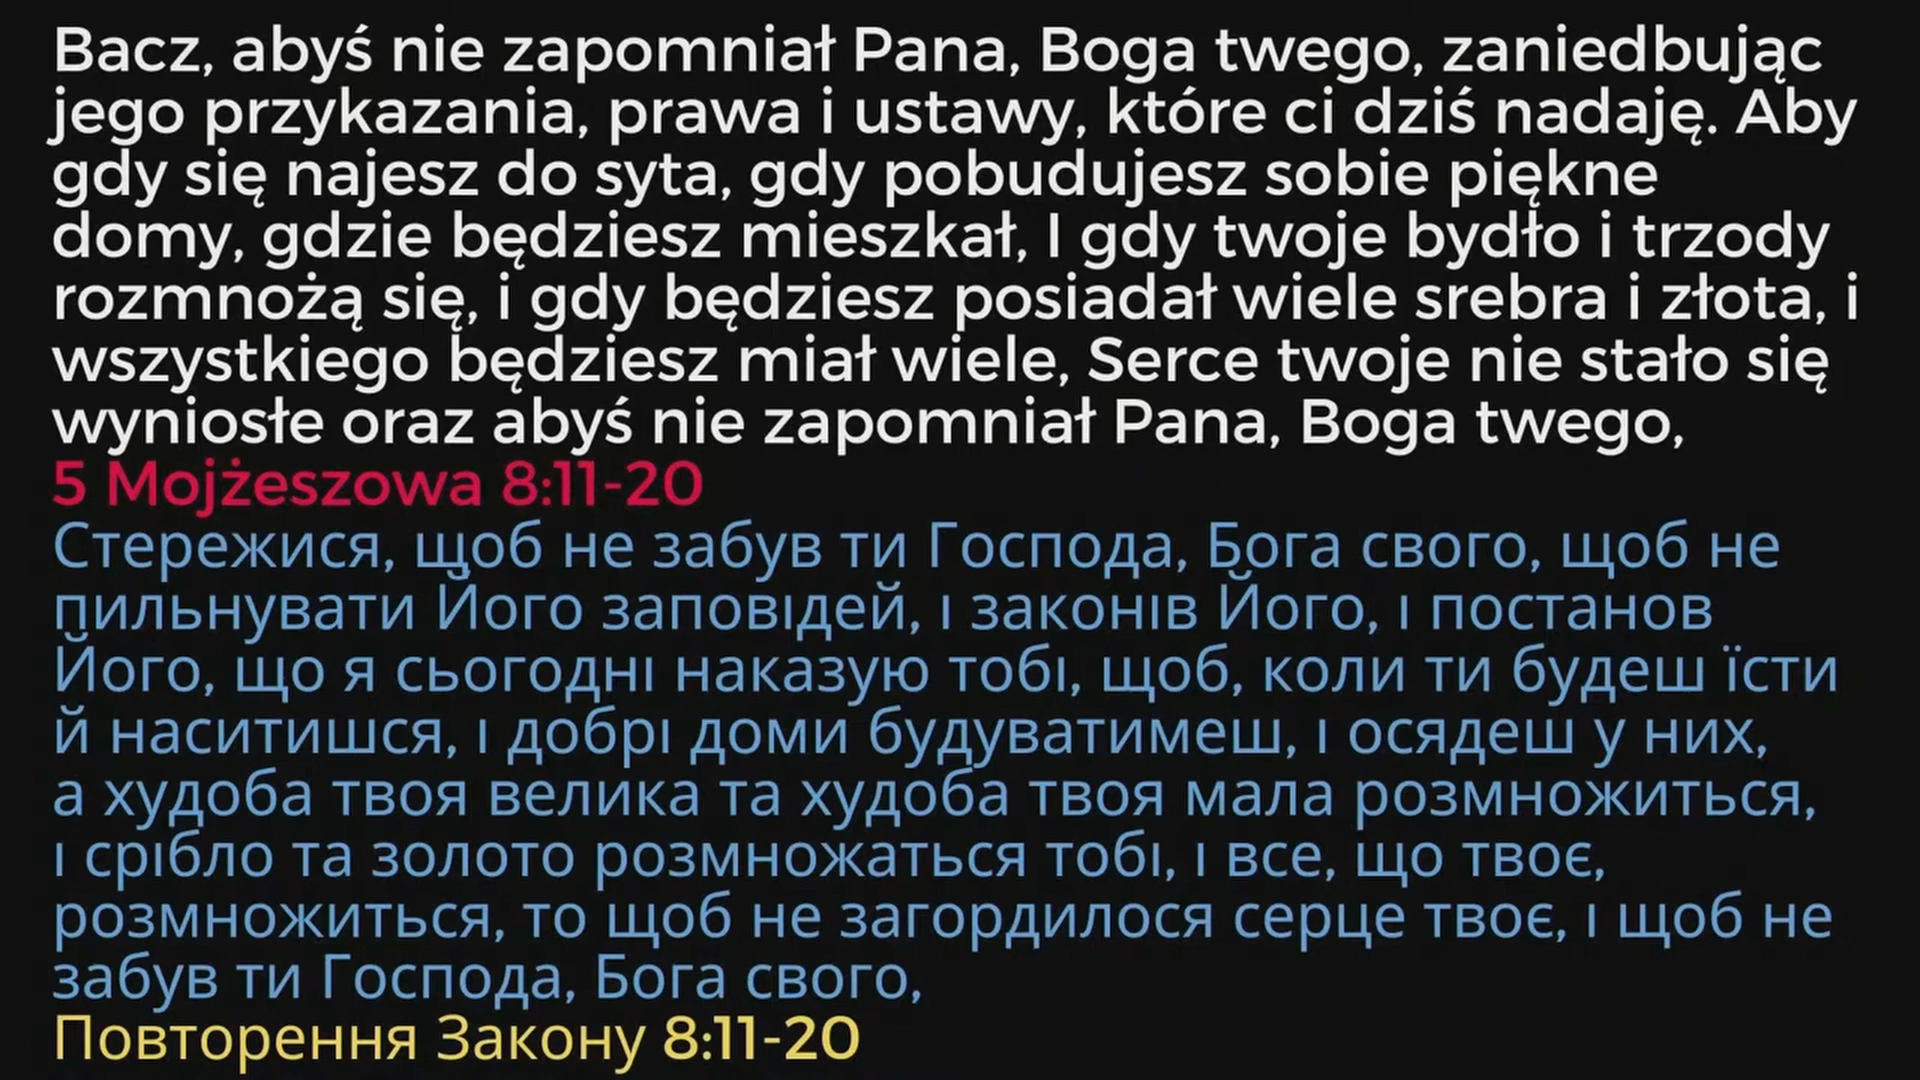 Bacz, abyś nie zapomniał Pana, Boga twego, zaniedbując
jego przykazania, prawa i ustawy, które ci dziś nadaję. Aby
gdy się najesz do syta, gdy pobudujesz sobie piękne
domy, gdzie będziesz mieszkał, I gdy twoje bydło i trzody
rozmnożą się, i gdy będziesz posiadał wiele srebra i złota, i
wszystkiego będziesz miał wiele, Serce twoje nie stało się
wyniosłe oraz abyś nie zapomniał Pana, Boga twego,
5 Mojżeszowa 8:11-20
Стережися, щоб не забув ти Господа, Бога свого, щоб не
пильнувати Його заповідей, і законів Його, і постанов
Його, що я сьогодні наказую тобі, щоб, коли ти будеш їсти
й наситишся, і добрі доми будуватимеш, і осядеш у них,
а худоба твоя велика та худоба твоя мала розмножиться,
і срібло та золото розмножаться тобі, і все, що твоє,
розмножиться, то щоб не загордилося серце твоє, і щоб не
забув ти Господа, Бога свого,
Повторення Закону 8:11-20